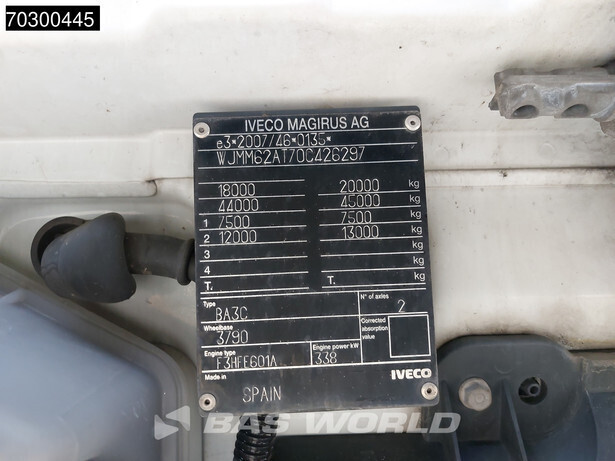 70300445
IVECO MAGIRUS AG
e3*2007/46*0135*
WJMM62AT70C426297
18000 20000 kg
44000 45000 kg
1 7500 7500 kg
2 12000 13000 kg
3 kg
4 kg
T. T. kg
Type BA3C N° of axles 2
Wheelbase 3790 Corrected absorption value
Engine type F3HFE601A Engine power kW 338
Made in SPAIN IVECO
BAS WORLD